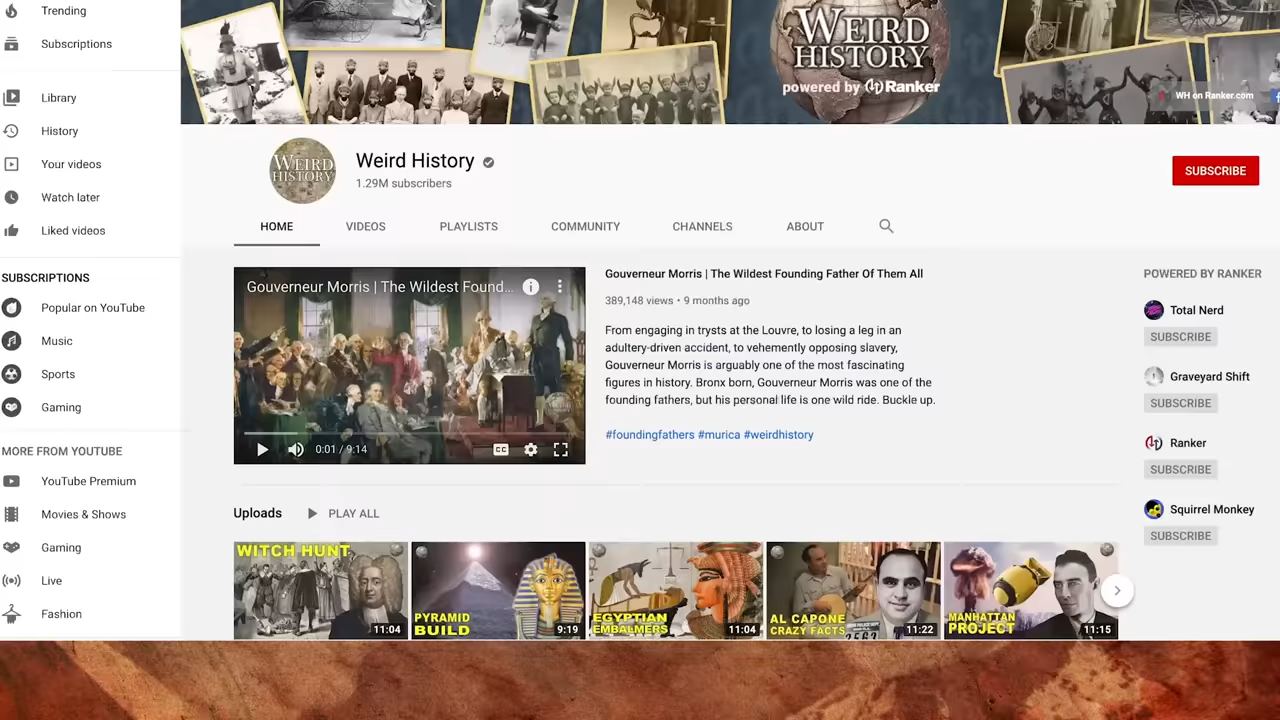 Trending
Subscriptions
Library
History
Your videos
Watch later
Liked videos
SUBSCRIPTIONS
Popular on YouTube
Music
Sports
Gaming
MORE FROM YOUTUBE
YouTube Premium
Movies & Shows
Gaming
Live
Fashion
WEIRD
HISTORY
powered by Ranker
WH on Ranker.com
WEIRD
HISTORY
Weird History
1.29M subscribers
SUBSCRIBE
HOME VIDEOS PLAYLISTS COMMUNITY CHANNELS ABOUT
Gouverneur Morris | The Wildest Found...
0:01 / 9:14
CC
Gouverneur Morris | The Wildest Founding Father Of Them All
389,148 views • 9 months ago
From engaging in trysts at the Louvre, to losing a leg in an
adultery-driven accident, to vehemently opposing slavery,
Gouverneur Morris is arguably one of the most fascinating
figures in history. Bronx born, Gouverneur Morris was one of the
founding fathers, but his personal life is one wild ride. Buckle up.
#foundingfathers #murica #weirdhistory
POWERED BY RANKER
Total Nerd
SUBSCRIBE
Graveyard Shift
SUBSCRIBE
Ranker
SUBSCRIBE
Squirrel Monkey
SUBSCRIBE
Uploads PLAY ALL
WITCH HUNT
11:04
PYRAMID
BUILD
9:19
EGYPTIAN
EMBALMERS
11:04
AL CAPONE
CRAZY FACTS
11:22
MANHATTAN
PROJECT
11:15